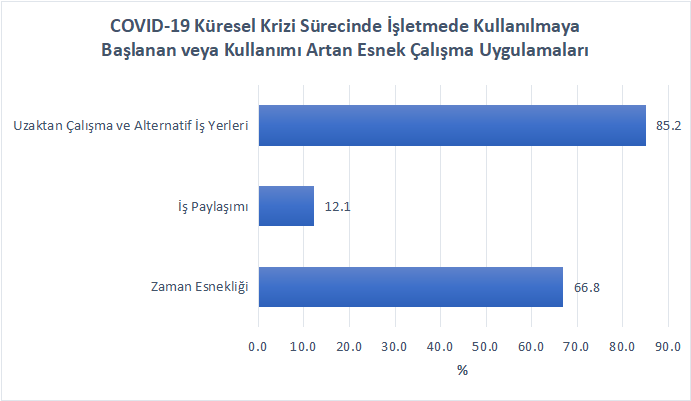 COVID-19 Küresel Krizi Sürecinde İşletmede Kullanılmaya
Başlanan veya Kullanımı Artan Esnek Çalışma Uygulamaları
Uzaktan Çalışma ve Alternatif İş Yerleri
85.2
İş Paylaşımı
12.1
Zaman Esnekliği
66.8
0.0 10.0 20.0 30.0 40.0 50.0 60.0 70.0 80.0 90.0
%